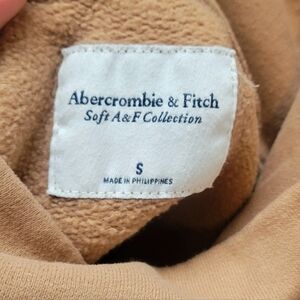 Abercrombie & Fitch
Soft A&F Collection
S
MADE IN PHILIPPINES